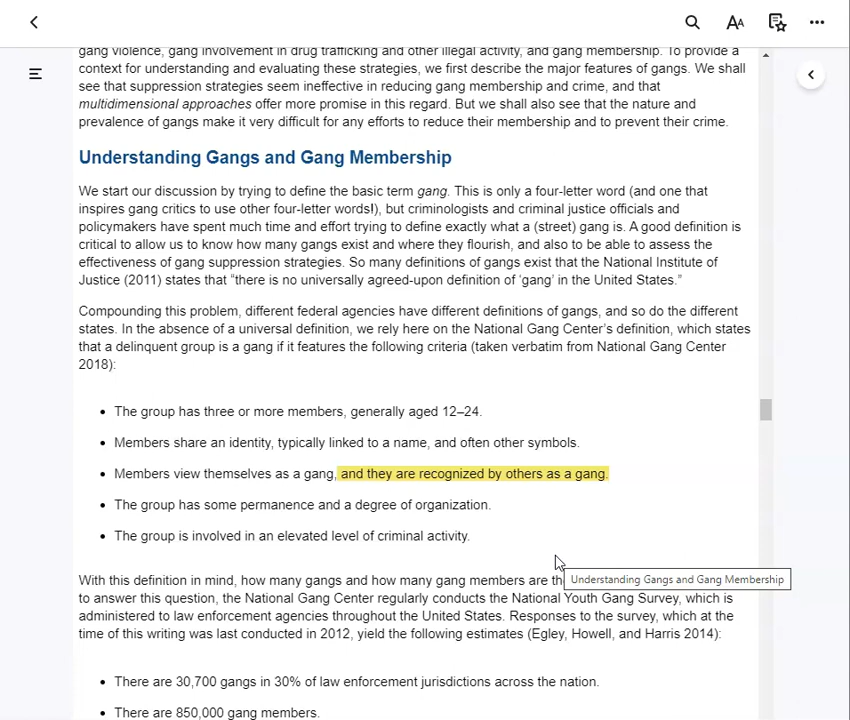 AA
gang violence, gang involvement in drug trafficking and other illegal activity, and gang membership. To provide a
context for understanding and evaluating these strategies, we first describe the major features of gangs. We shall
see that suppression strategies seem ineffective in reducing gang membership and crime, and that
multidimensional approaches offer more promise in this regard. But we shall also see that the nature and
prevalence of gangs make it very difficult for any efforts to reduce their membership and to prevent their crime.
Understanding Gangs and Gang Membership
We start our discussion by trying to define the basic term gang. This is only a four-letter word (and one that
inspires gang critics to use other four-letter words!), but criminologists and criminal justice officials and
policymakers have spent much time and effort trying to define exactly what a (street) gang is. A good definition is
critical to allow us to know how many gangs exist and where they flourish, and also to be able to assess the
effectiveness of gang suppression strategies. So many definitions of gangs exist that the National Institute of
Justice (2011) states that “there is no universally agreed-upon definition of ‘gang’ in the United States.”
Compounding this problem, different federal agencies have different definitions of gangs, and so do the different
states. In the absence of a universal definition, we rely here on the National Gang Center’s definition, which states
that a delinquent group is a gang if it features the following criteria (taken verbatim from National Gang Center
2018):
• The group has three or more members, generally aged 12–24.
• Members share an identity, typically linked to a name, and often other symbols.
• Members view themselves as a gang, and they are recognized by others as a gang.
• The group has some permanence and a degree of organization.
• The group is involved in an elevated level of criminal activity.
With this definition in mind, how many gangs and how many gang members are th
Understanding Gangs and Gang Membership
to answer this question, the National Gang Center regularly conducts the National Youth Gang Survey, which is
administered to law enforcement agencies throughout the United States. Responses to the survey, which at the
time of this writing was last conducted in 2012, yield the following estimates (Egley, Howell, and Harris 2014):
• There are 30,700 gangs in 30% of law enforcement jurisdictions across the nation.
• There are 850,000 gang members.